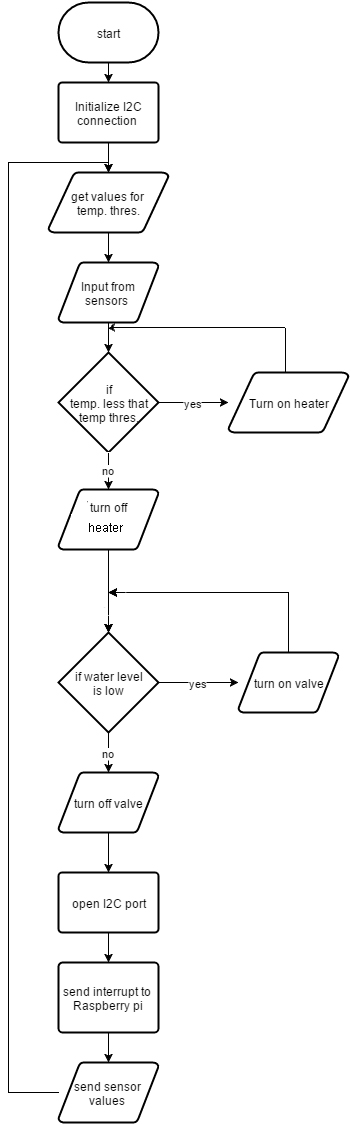 start
Initialize I2C
connection
get values for
temp. thres.
Input from
sensors
if
temp. less that
temp thres.
yes
Turn on heater
no
turn off
heater
if water level
is low
yes
turn on valve
no
turn off valve
open I2C port
send interrupt to
Raspberry pi
send sensor
values